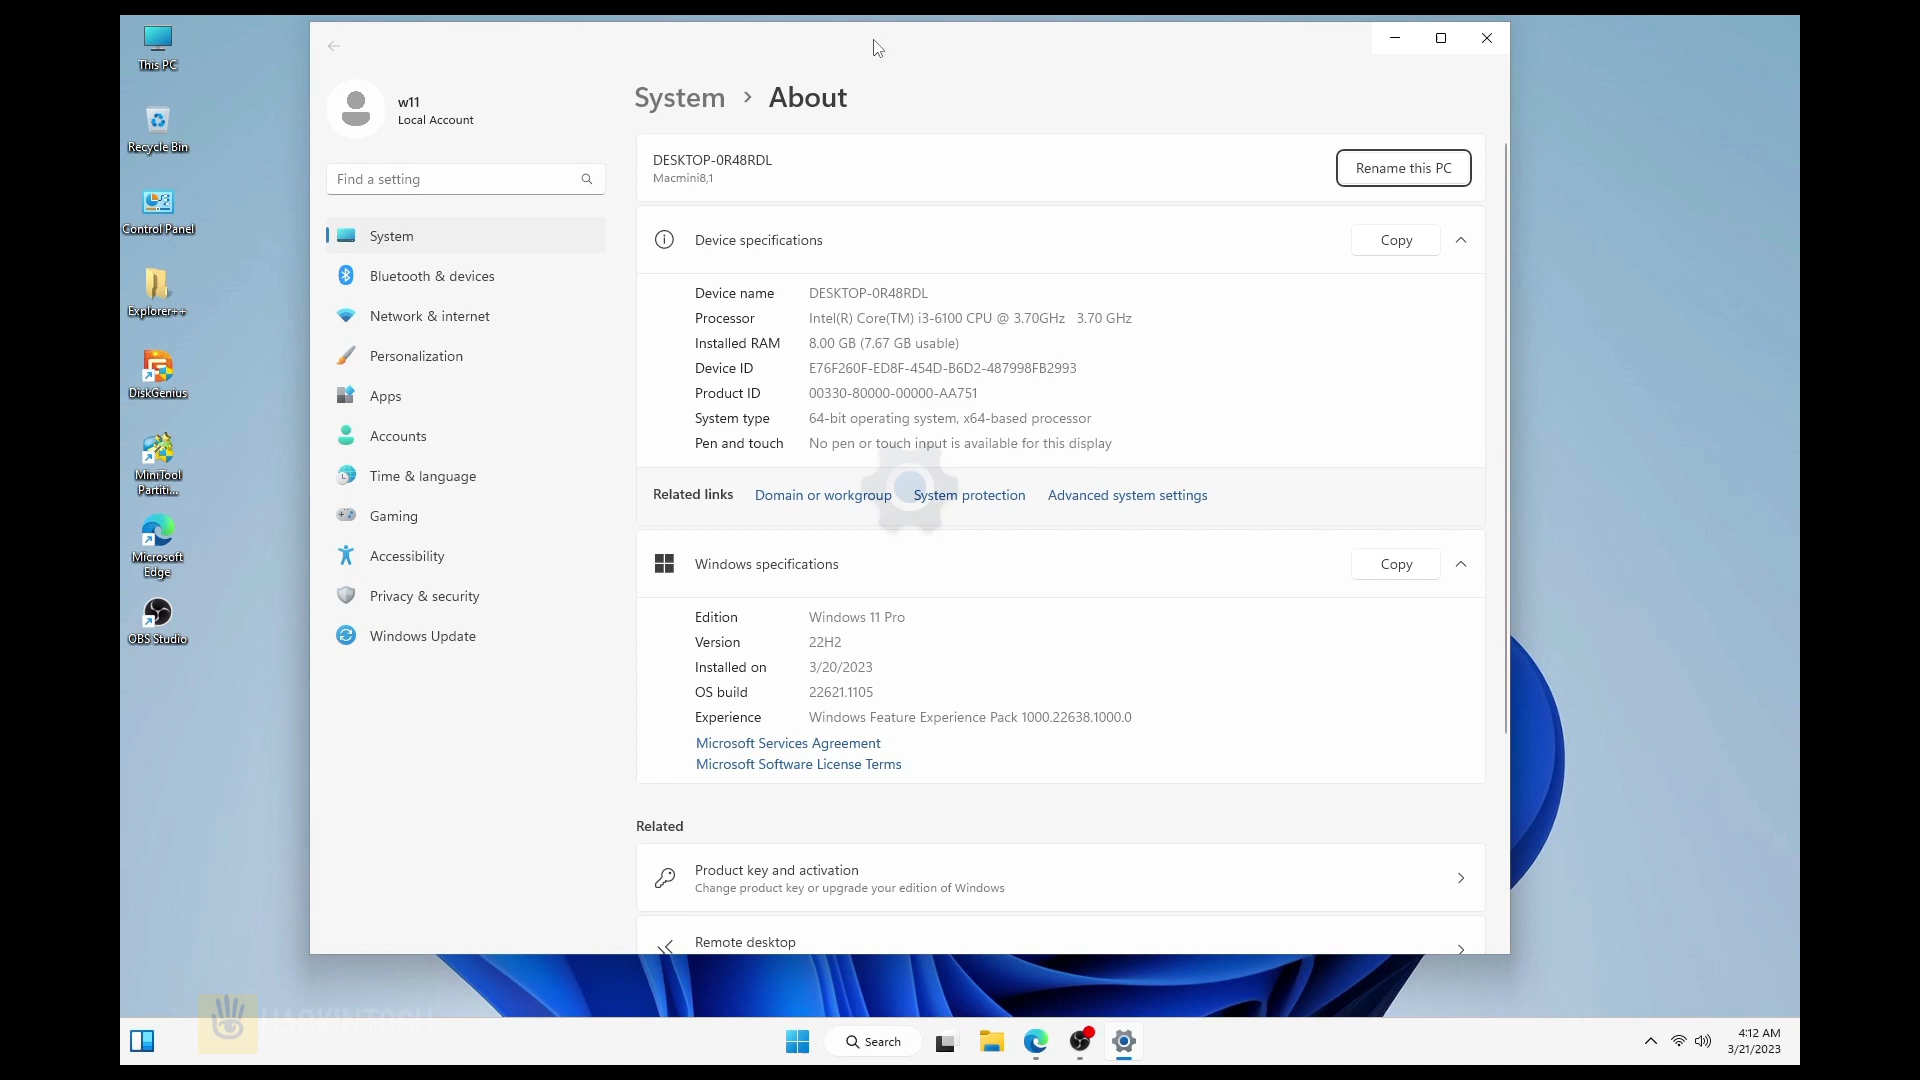 This PC
Recycle Bin
Control Panel
Explorer++
DiskGenius
MiniTool
Partiti...
Microsoft
Edge
OBS Studio
w11
Local Account
Find a setting
System
Bluetooth & devices
Network & internet
Personalization
Apps
Accounts
Time & language
Gaming
Accessibility
Privacy & security
Windows Update
System > About
DESKTOP-0R48RDL
Macmini8,1
Rename this PC
Device specifications
Copy
Device name DESKTOP-0R48RDL
Processor Intel(R) Core(TM) i3-6100 CPU @ 3.70GHz 3.70 GHz
Installed RAM 8.00 GB (7.67 GB usable)
Device ID E76F260F-ED8F-454D-B6D2-487998FB2993
Product ID 00330-80000-00000-AA751
System type 64-bit operating system, x64-based processor
Pen and touch No pen or touch input is available for this display
Related links Domain or workgroup System protection Advanced system settings
Windows specifications
Copy
Edition Windows 11 Pro
Version 22H2
Installed on 3/20/2023
OS build 22621.1105
Experience Windows Feature Experience Pack 1000.22638.1000.0
Microsoft Services Agreement
Microsoft Software License Terms
Related
Product key and activation
Change product key or upgrade your edition of Windows
Remote desktop
HACKINTOSH
Search
4:12 AM
3/21/2023